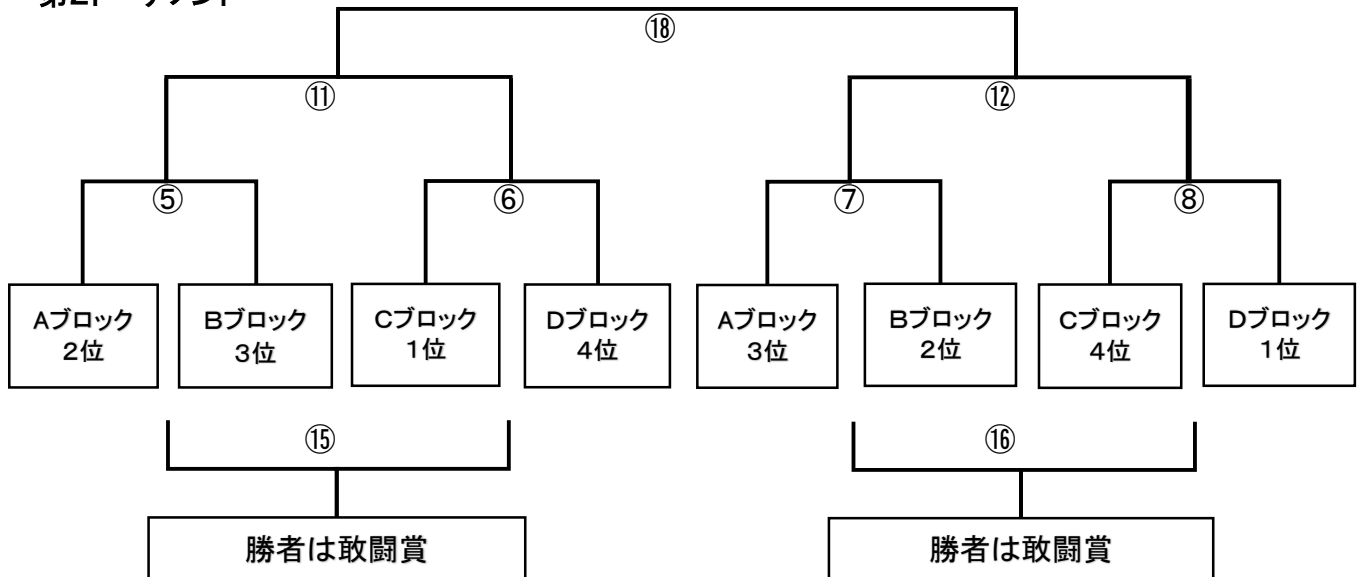 ⑱
⑪
⑫
⑤
⑥
⑦
⑧
Aブロック
2位
Bブロック
3位
Cブロック
1位
Dブロック
4位
Aブロック
3位
Bブロック
2位
Cブロック
4位
Dブロック
1位
⑮
⑯
勝者は敢闘賞
勝者は敢闘賞